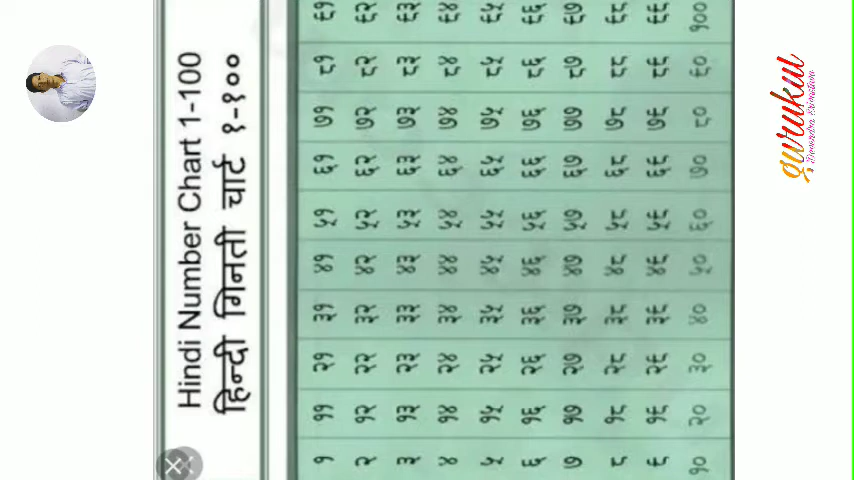 Hindi Number Chart 1-100
हिन्दी गिनती चार्ट १-१००
१ ११ २१ ३१ ४१ ५१ ६१ ७१ ८१ ९१
२ १२ २२ ३२ ४२ ५२ ६२ ७२ ८२ ९२
३ १३ २३ ३३ ४३ ५३ ६३ ७३ ८३ ९३
४ १४ २४ ३४ ४४ ५४ ६४ ७४ ८४ ९४
५ १५ २५ ३५ ४५ ५५ ६५ ७५ ८५ ९५
६ १६ २६ ३६ ४६ ५६ ६६ ७६ ८६ ९६
७ १७ २७ ३७ ४७ ५७ ६७ ७७ ८७ ९७
८ १८ २८ ३८ ४८ ५८ ६८ ७८ ८८ ९८
९ १९ २९ ३९ ४९ ५९ ६९ ७९ ८९ ९९
१० २० ३० ४० ५० ६० ७० ८० ९० १००
gurukul